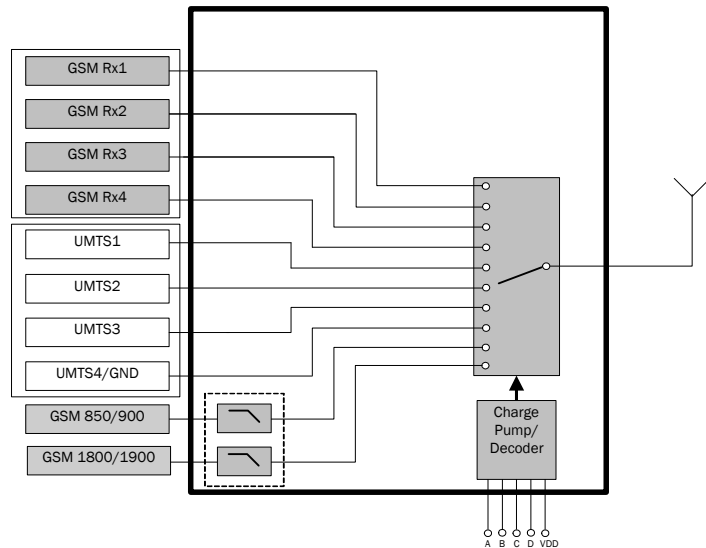 GSM Rx1
GSM Rx2
GSM Rx3
GSM Rx4
UMTS1
UMTS2
UMTS3
UMTS4/GND
GSM 850/900
GSM 1800/1900
Charge
Pump/
Decoder
A B C D VDD